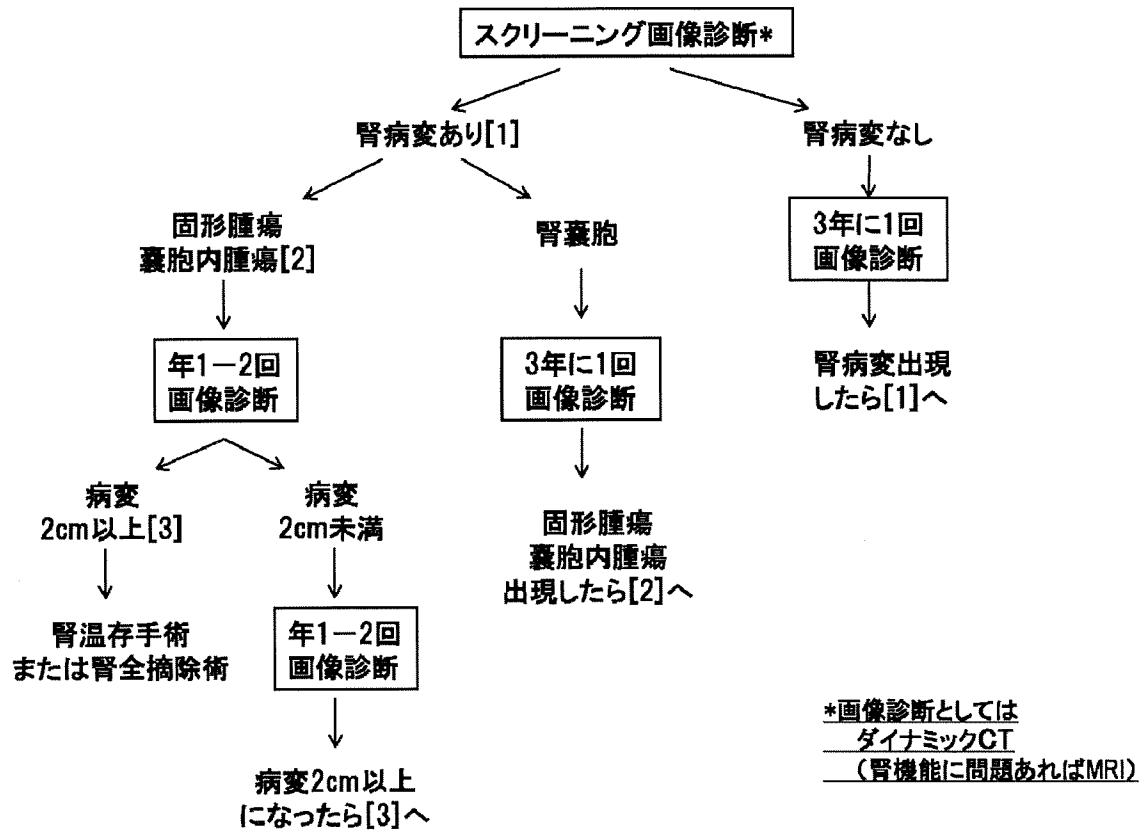 スクリーニング画像診断*
腎病変あり[1]
腎病変なし
固形腫瘍
嚢胞内腫瘍[2]
腎嚢胞
3年に1回
画像診断
年1－2回
画像診断
3年に1回
画像診断
腎病変出現
したら[1]へ
病変
2cm以上[3]
病変
2cm未満
固形腫瘍
嚢胞内腫瘍
出現したら[2]へ
腎温存手術
または腎全摘除術
年1－2回
画像診断
病変2cm以上
になったら[3]へ
*画像診断としては
ダイナミックCT
（腎機能に問題あればMRI）